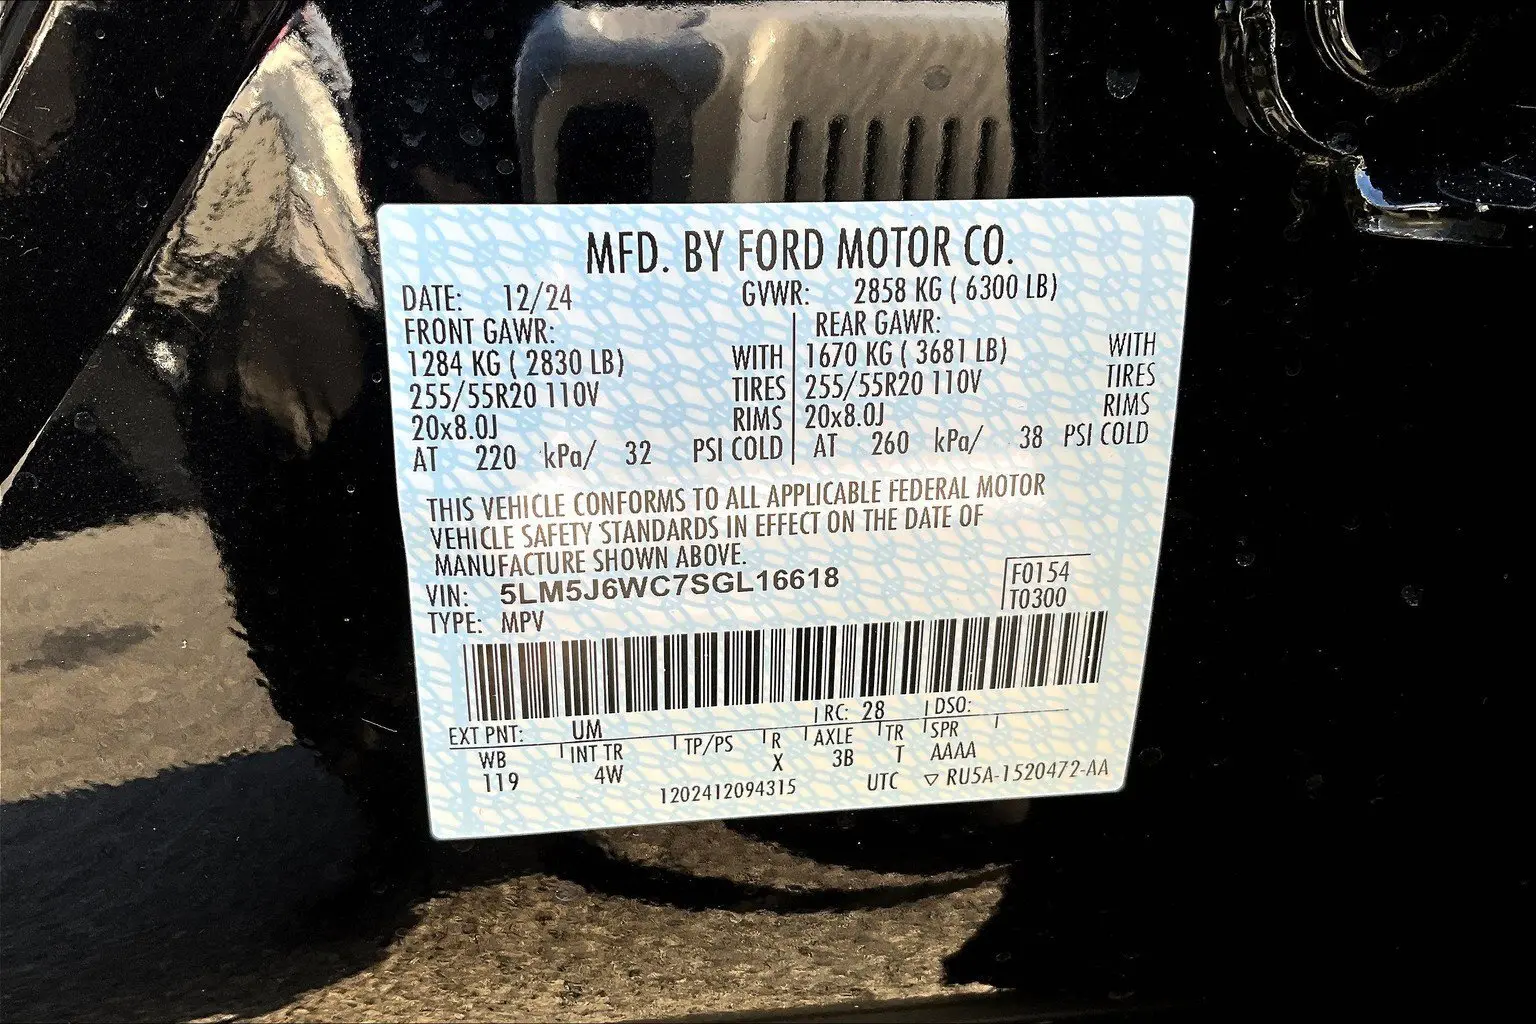 MFD. BY FORD MOTOR CO.
DATE: 12/24 GVWR: 2858 KG ( 6300 LB)
FRONT GAWR: REAR GAWR:
1284 KG ( 2830 LB) WITH 1670 KG ( 3681 LB) WITH
255/55R20 110V TIRES 255/55R20 110V TIRES
20x8.0J RIMS 20x8.0J RIMS
AT 220 kPa/ 32 PSI COLD AT 260 kPa/ 38 PSI COLD
THIS VEHICLE CONFORMS TO ALL APPLICABLE FEDERAL MOTOR
VEHICLE SAFETY STANDARDS IN EFFECT ON THE DATE OF
MANUFACTURE SHOWN ABOVE.
VIN: 5LM5J6WC7SGL16618 F0154
TYPE: MPV T0300
EXT PNT: UM RC: 28 DSO:
WB INT TR TP/PS R AXLE TR SPR
119 4W X 3B T AAAA
1202412094315 UTC ▽ RU5A-1520472-AA